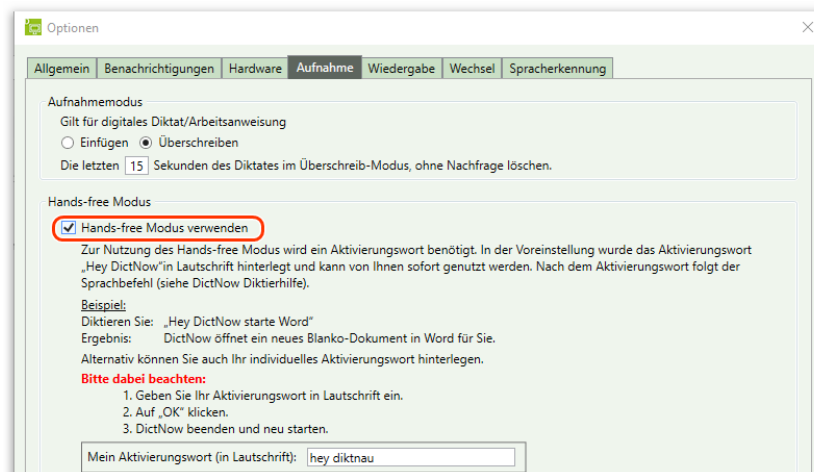 Optionen
Allgemein Benachrichtigungen Hardware Aufnahme Wiedergabe Wechsel Spracherkennung
Aufnahmemodus
Gilt für digitales Diktat/Arbeitsanweisung
Einfügen Überschreiben
Die letzten 15 Sekunden des Diktates im Überschreib-Modus, ohne Nachfrage löschen.
Hands-free Modus
Hands-free Modus verwenden
Zur Nutzung des Hands-free Modus wird ein Aktivierungswort benötigt. In der Voreinstellung wurde das Aktivierungswort
„Hey DictNow“in Lautschrift hinterlegt und kann von Ihnen sofort genutzt werden. Nach dem Aktivierungswort folgt der
Sprachbefehl (siehe DictNow Diktierhilfe).
Beispiel:
Diktieren Sie: „Hey DictNow starte Word“
Ergebnis: DictNow öffnet ein neues Blanko-Dokument in Word für Sie.
Alternativ können Sie auch Ihr individuelles Aktivierungswort hinterlegen.
Bitte dabei beachten:
1. Geben Sie Ihr Aktivierungswort in Lautschrift ein.
2. Auf „OK“ klicken.
3. DictNow beenden und neu starten.
Mein Aktivierungswort (in Lautschrift): hey diktnau